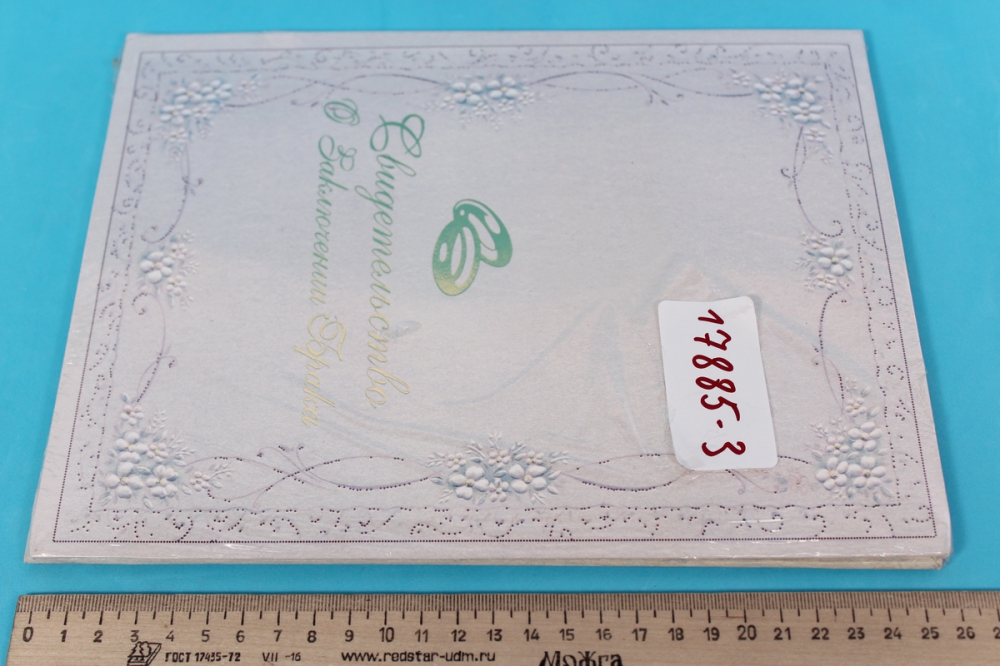 Свидетельство
О Заключении Брака
17885-3
0 1 2 3 4 5 6 7 8 9 10 11 12 13 14 15 16 17 18 19 20 21 22 23 24 25 26
ГОСТ 17435-72 VII -16 www.redstar-udm.ru Можга